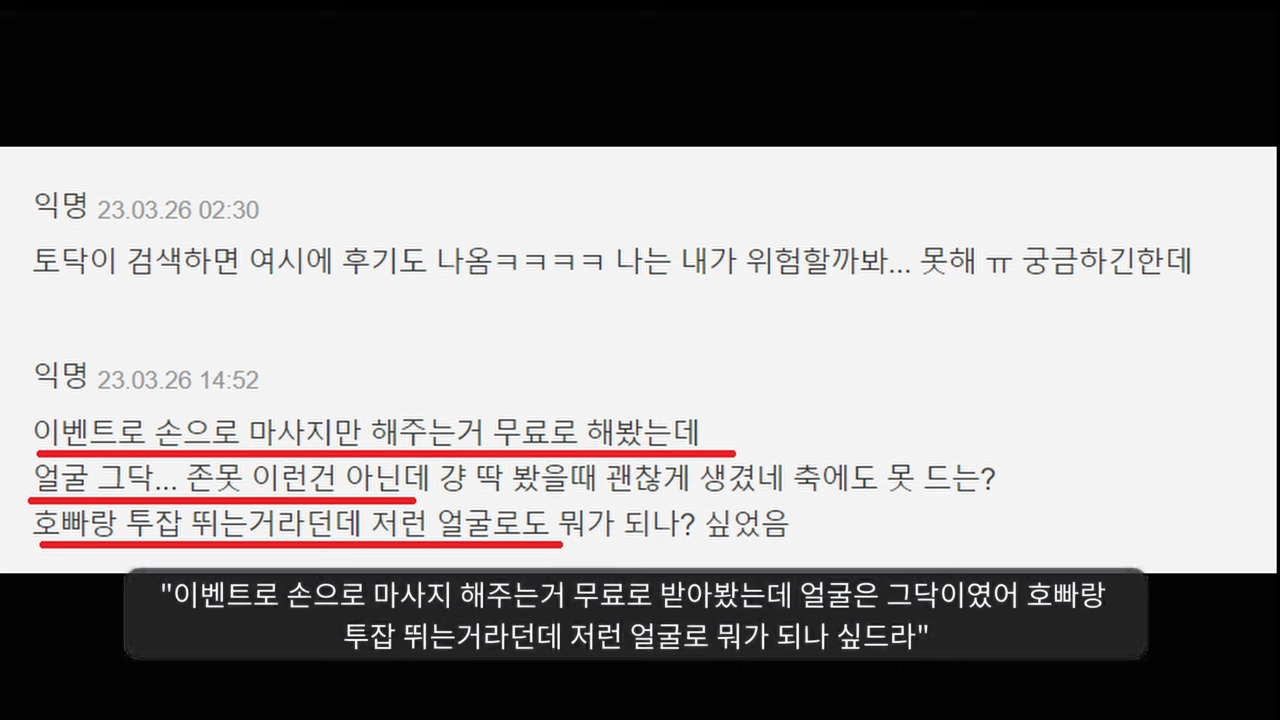 익명 23.03.26 02:30
토닥이 검색하면 여시에 후기도 나옴ㅋㅋㅋㅋ 나는 내가 위험할까봐... 못해 ㅠ 궁금하긴한데
익명 23.03.26 14:52
이벤트로 손으로 마사지만 해주는거 무료로 해봤는데
얼굴 그닥... 존못 이런건 아닌데 걍 딱 봤을때 괜찮게 생겼네 축에도 못 드는?
호빠랑 투잡 뛰는거라던데 저런 얼굴로도 뭐가 되나? 싶었음
"이벤트로 손으로 마사지 해주는거 무료로 받아봤는데 얼굴은 그닥이였어 호빠랑
투잡 뛰는거라던데 저런 얼굴로 뭐가 되나 싶드라"